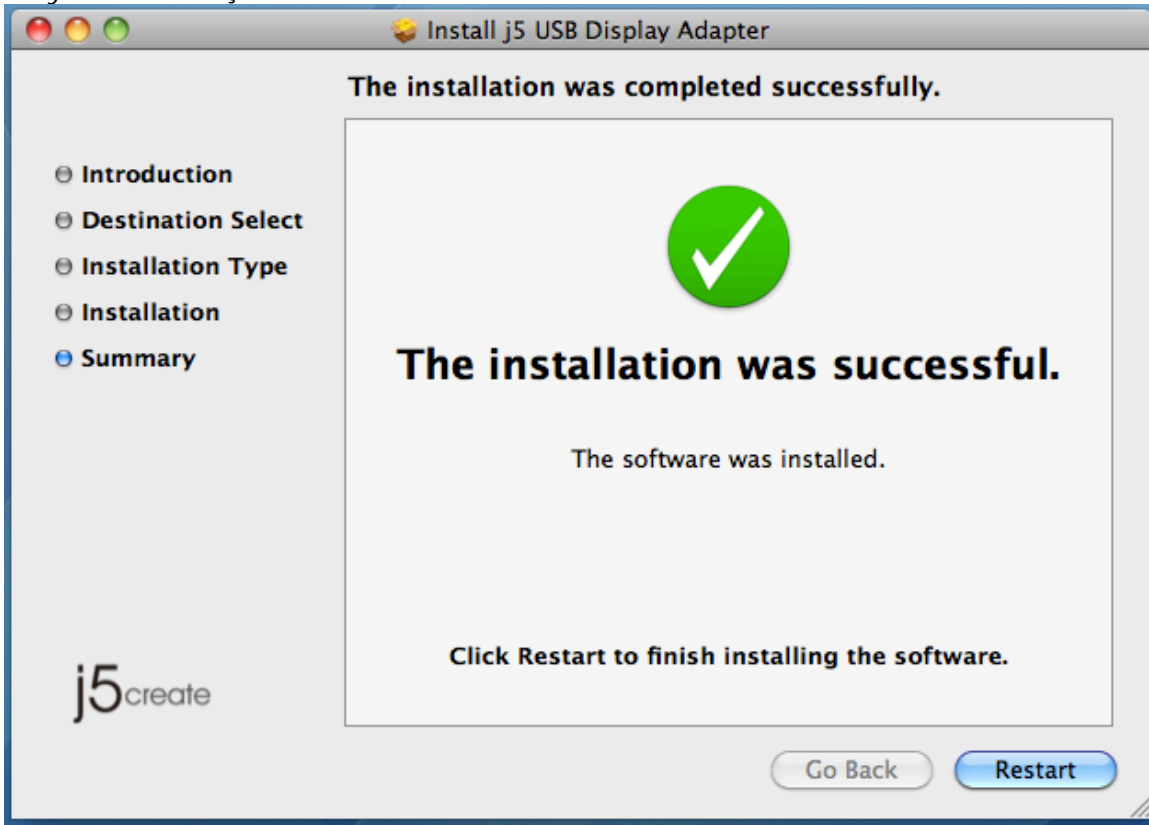 Install j5 USB Display Adapter
The installation was completed successfully.
Introduction
Destination Select
Installation Type
Installation
Summary
The installation was successful.
The software was installed.
Click Restart to finish installing the software.
j5create
Go Back
Restart